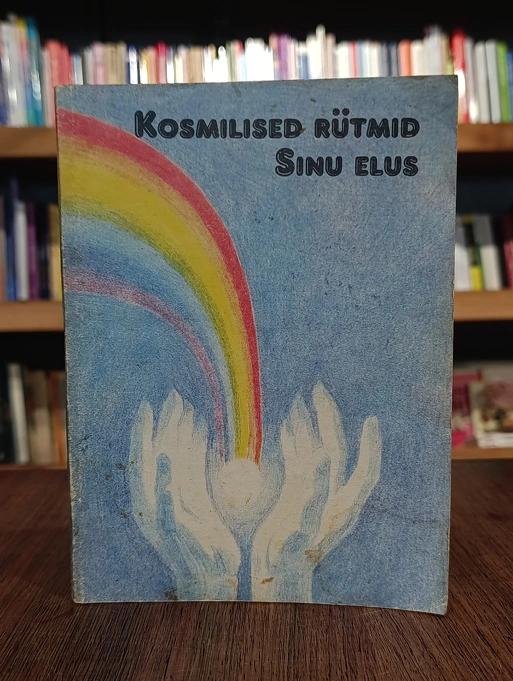 Kosmilised rütmid
Sinu elus